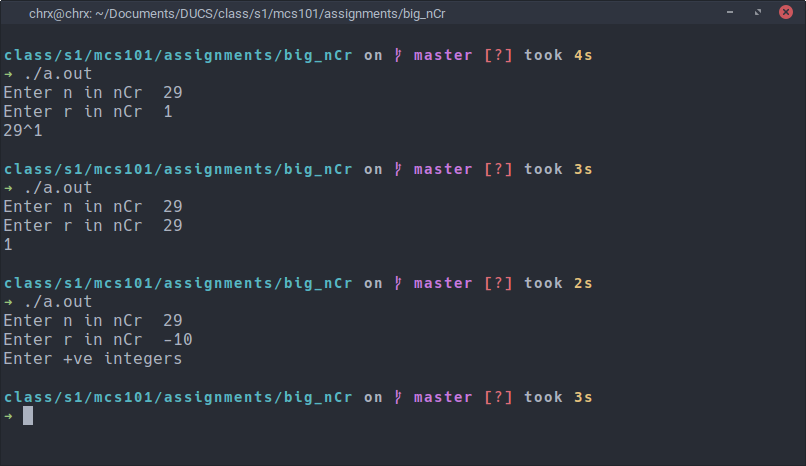 chrx@chrx: ~/Documents/DUCS/class/s1/mcs101/assignments/big_nCr
class/s1/mcs101/assignments/big_nCr on master [?] took 4s
➜ ./a.out
Enter n in nCr  29
Enter r in nCr  1
29^1
class/s1/mcs101/assignments/big_nCr on master [?] took 3s
➜ ./a.out
Enter n in nCr  29
Enter r in nCr  29
1
class/s1/mcs101/assignments/big_nCr on master [?] took 2s
➜ ./a.out
Enter n in nCr  29
Enter r in nCr  -10
Enter +ve integers
class/s1/mcs101/assignments/big_nCr on master [?] took 3s
➜